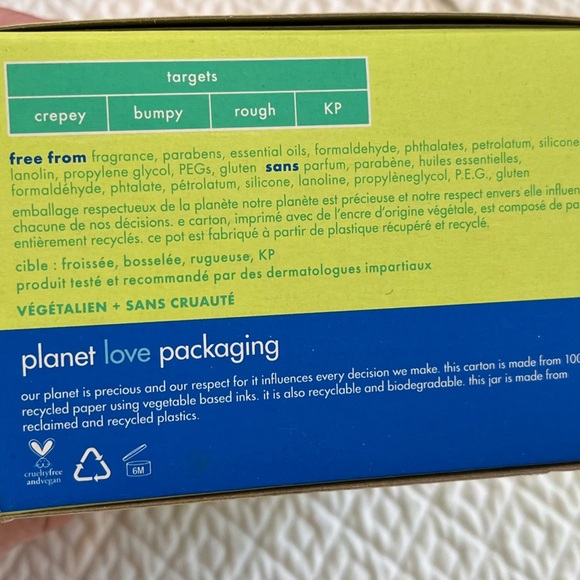 targets
crepey bumpy rough KP
free from fragrance, parabens, essential oils, formaldehyde, phthalates, petrolatum, silicone
lanolin, propylene glycol, PEGs, gluten sans parfum, parabène, huiles essentielles,
formaldéhyde, phtalate, pétrolatum, silicone, lanoline, propylèneglycol, P.E.G., gluten
emballage respectueux de la planète notre planète est précieuse et notre respect envers elle influen
chacune de nos décisions. e carton, imprimé avec de l'encre d'origine végétale, est composé de pa
entièrement recyclés. ce pot est fabriqué à partir de plastique récupéré et recyclé.
cible : froissée, bosselée, rugueuse, KP
produit testé et recommandé par des dermatologues impartiaux
VÉGÉTALIEN + SANS CRUAUTÉ
planet love packaging
our planet is precious and our respect for it influences every decision we make. this carton is made from 100
recycled paper using vegetable based inks. it is also recyclable and biodegradable. this jar is made from
reclaimed and recycled plastics.
crueltyfree
andvegan
6M